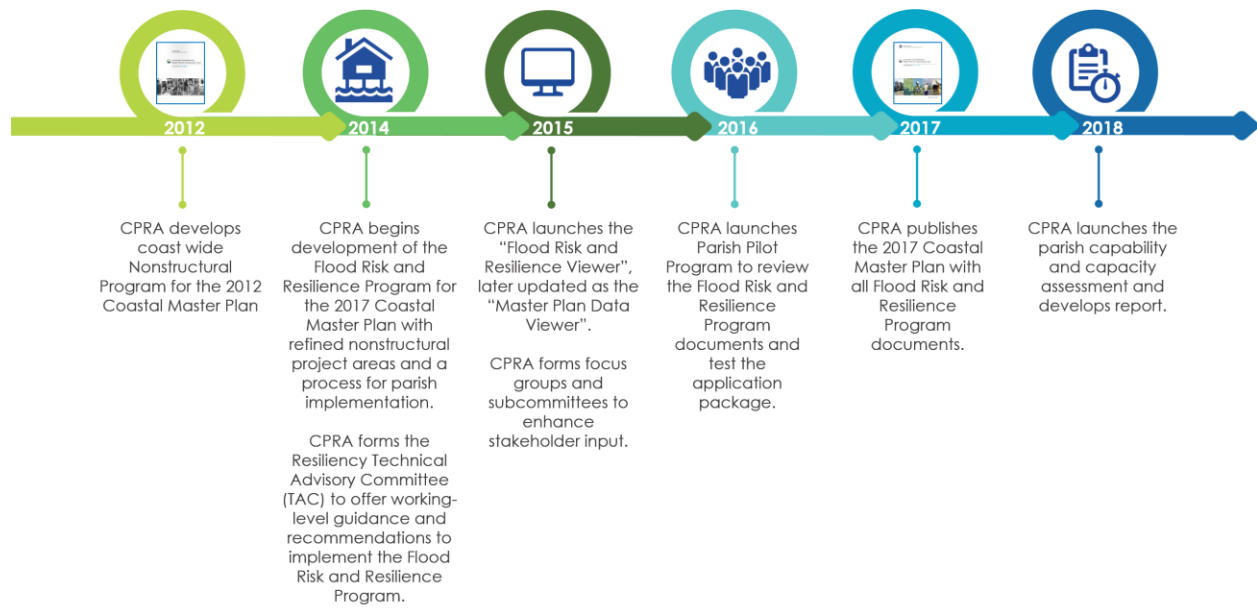 2012
2014
2015
2016
2017
2018
CPRA develops
coast wide
Nonstructural
Program for the 2012
Coastal Master Plan
CPRA begins
development of the
Flood Risk and
Resilience Program for
the 2017 Coastal
Master Plan with
refined nonstructural
project areas and a
process for parish
implementation.
CPRA forms the
Resiliency Technical
Advisory Committee
(TAC) to offer working-
level guidance and
recommendations to
implement the Flood
Risk and Resilience
Program.
CPRA launches the
“Flood Risk and
Resilience Viewer”,
later updated as the
“Master Plan Data
Viewer”.
CPRA forms focus
groups and
subcommittees to
enhance
stakeholder input.
CPRA launches
Parish Pilot
Program to review
the Flood Risk and
Resilience
Program
documents and
test the
application
package.
CPRA publishes
the 2017 Coastal
Master Plan with
all Flood Risk and
Resilience
Program
documents.
CPRA launches the
parish capability
and capacity
assessment and
develops report.